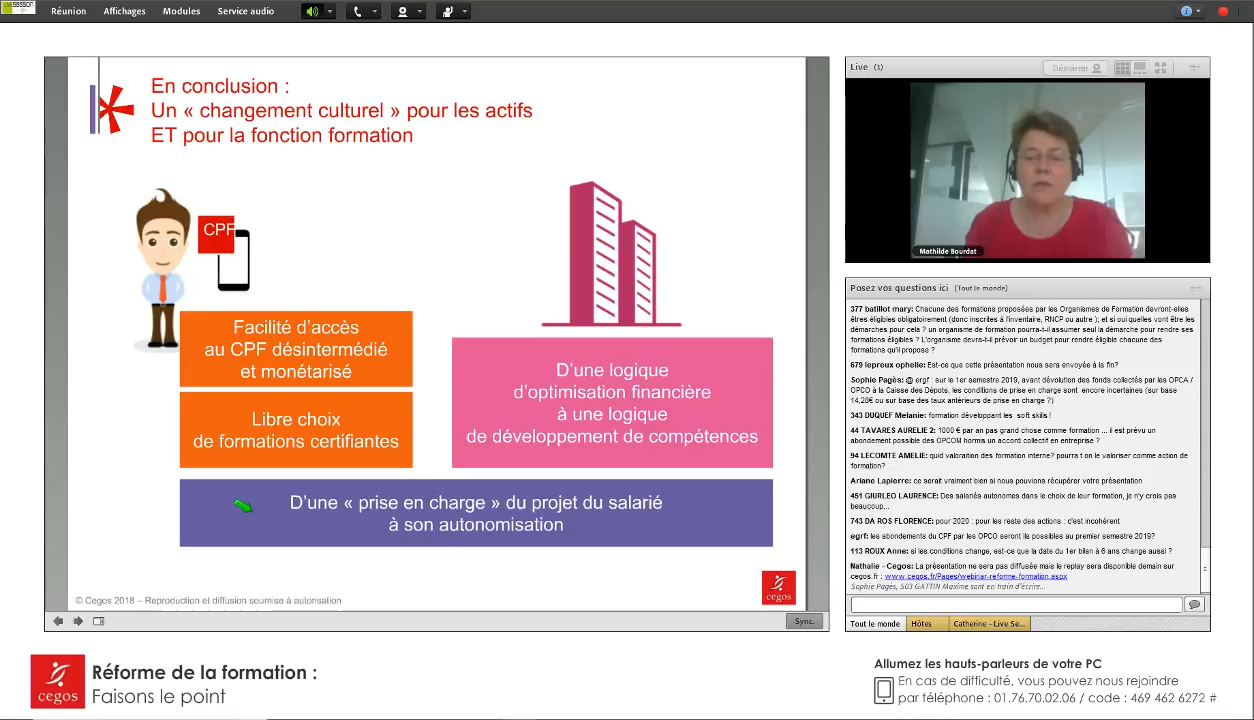 Réunion
Affichages
Modules
Service audio
En conclusion :
Un « changement culturel » pour les actifs
ET pour la fonction formation
CPF
Facilité d'accès
au CPF désintermédié
et monétarisé
Libre choix
de formations certifiantes
D'une logique
d'optimisation financière
à une logique
de développement de compétences
D'une « prise en charge » du projet du salarié
à son autonomisation
cegos
© Cegos 2018 – Reproduction et diffusion soumise à autorisation
Sync.
Live (1)
Démarrer
Mathilde Bourdat
Posez vos questions ici (Tout le monde)
377 batillot mary: Chacune des formations proposées par les Organismes de Formation devront-elles
êtres éligibles obligatoirement (donc inscrites à l'inventaire, RNCP ou autre ); et si oui quelles vont être les
démarches pour cela ? un organisme de formation pourra-t-il assumer seul la démarche pour rendre ses
formations éligibles ? L'organisme devra-t-il prévoir un budget pour rendre éligible chacune des
formations qu'il propose ?
679 lepreux ophelie: Est-ce que cette présentation nous sera envoyée à la fin?
Sophie Pagès: @ ergf : sur le 1er semestre 2019, avant dévolution des fonds collectés par les OPCA /
OPCO à la Caisse des Dépots, les conditions de prise en charge sont encore incertaines (sur base
14,28€ ou sur base des taux antérieurs de prise en charge ?)
343 DUQUEF Melanie: formation développant les soft skills !
44 TAVARES AURELIE 2: 1000 € par an pas grand chose comme formation ... il est prévu un
abondement possible des OPCOM hormis un accord collectif en entreprise ?
94 LECOMTE AMELIE: quid valoration des formation interne? pourra t on le valoriser comme action de
formation?
Ariane Lapierre: ce serait vraiment bien si nous pouvions récupérer votre présentation
451 GIURLEO LAURENCE: Des salariés autonomes dans le choix de leur formation, je n'y crois pas
beaucoup...
743 DA ROS FLORENCE: pour 2020 : pour les reste des actions : c'est incohérent
egrf: les abondements du CPF par les OPCO seront ils possibles au premier semestre 2019?
113 ROUX Anne: si les conditions change, est-ce que la date du 1er bilan à 6 ans change aussi ?
Nathalie - Cegos: La présentation ne sera pas diffusée mais le replay sera disponible demain sur
cegos.fr : www.cegos.fr/Pages/webinar-reforme-formation.aspx
Sophie Pagès, 503 GATTIN Maxime sont en train d'écrire...
Tout le monde
Hôtes
Catherine - Live Se...
cegos
Réforme de la formation :
Faisons le point
Allumez les hauts-parleurs de votre PC
En cas de difficulté, vous pouvez nous rejoindre
par téléphone : 01.76.70.02.06 / code : 469 462 6272 #